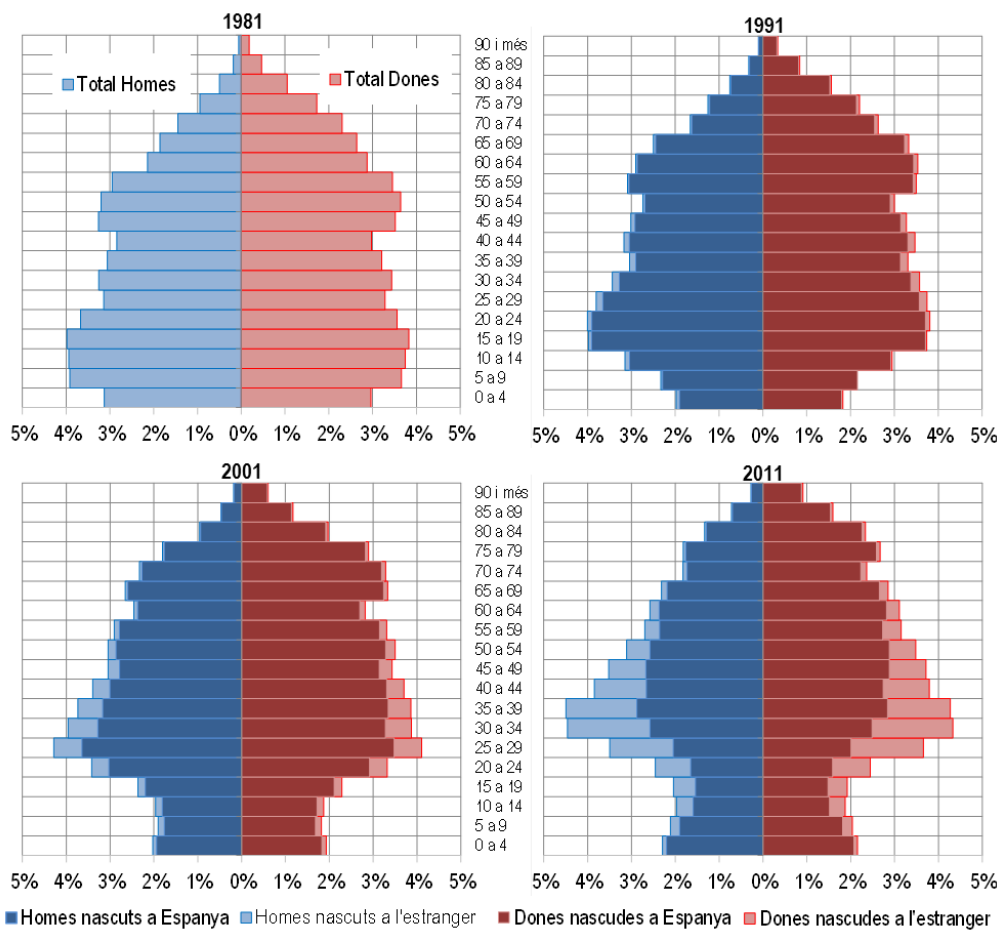 1981
1991
Total Homes
Total Dones
90 i més
85 a 89
80 a 84
75 a 79
70 a 74
65 a 69
60 a 64
55 a 59
50 a 54
45 a 49
40 a 44
35 a 39
30 a 34
25 a 29
20 a 24
15 a 19
10 a 14
5 a 9
0 a 4
5% 4% 3% 2% 1% 0% 1% 2% 3% 4% 5%
5% 4% 3% 2% 1% 0% 1% 2% 3% 4% 5%
2001
2011
90 i més
85 a 89
80 a 84
75 a 79
70 a 74
65 a 69
60 a 64
55 a 59
50 a 54
45 a 49
40 a 44
35 a 39
30 a 34
25 a 29
20 a 24
15 a 19
10 a 14
5 a 9
0 a 4
5% 4% 3% 2% 1% 0% 1% 2% 3% 4% 5%
5% 4% 3% 2% 1% 0% 1% 2% 3% 4% 5%
Homes nascuts a Espanya Homes nascuts a l'estranger Dones nascudes a Espanya Dones nascudes a l'estranger